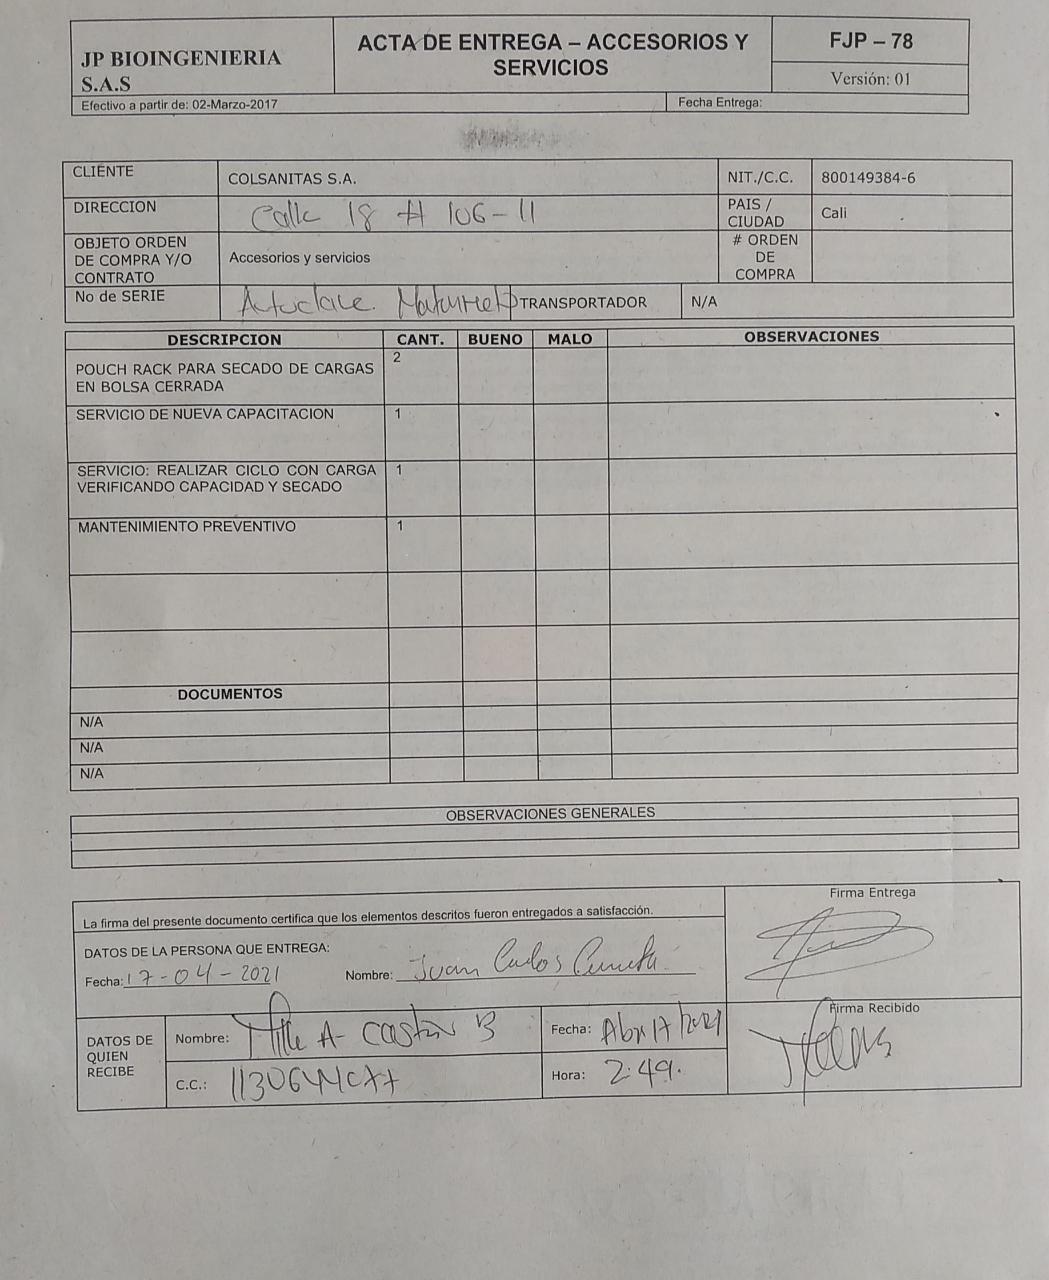 JP BIOINGENIERIA
S.A.S
ACTA DE ENTREGA – ACCESORIOS Y
SERVICIOS
FJP – 78
Versión: 01
Efectivo a partir de: 02-Marzo-2017
Fecha Entrega:
CLIENTE
COLSANITAS S.A.
NIT./C.C.
800149384-6
DIRECCION
Calle 18 # 106-11
PAIS /
CIUDAD
Cali
OBJETO ORDEN
DE COMPRA Y/O
CONTRATO
Accesorios y servicios
# ORDEN
DE
COMPRA
No de SERIE
Autoclave.
TRANSPORTADOR
N/A
DESCRIPCION CANT. BUENO MALO OBSERVACIONES
POUCH RACK PARA SECADO DE CARGAS
EN BOLSA CERRADA
2
SERVICIO DE NUEVA CAPACITACION 1
SERVICIO: REALIZAR CICLO CON CARGA
VERIFICANDO CAPACIDAD Y SECADO
1
MANTENIMIENTO PREVENTIVO 1
DOCUMENTOS
N/A
N/A
N/A
OBSERVACIONES GENERALES
La firma del presente documento certifica que los elementos descritos fueron entregados a satisfacción.
Firma Entrega
DATOS DE LA PERSONA QUE ENTREGA:
Fecha: 17-04-2021 Nombre: Juan Carlos
Firma Recibido
DATOS DE
QUIEN
RECIBE
Nombre: A- B
Fecha: Abr 17/2021
C.C.:
Hora: 2:49.